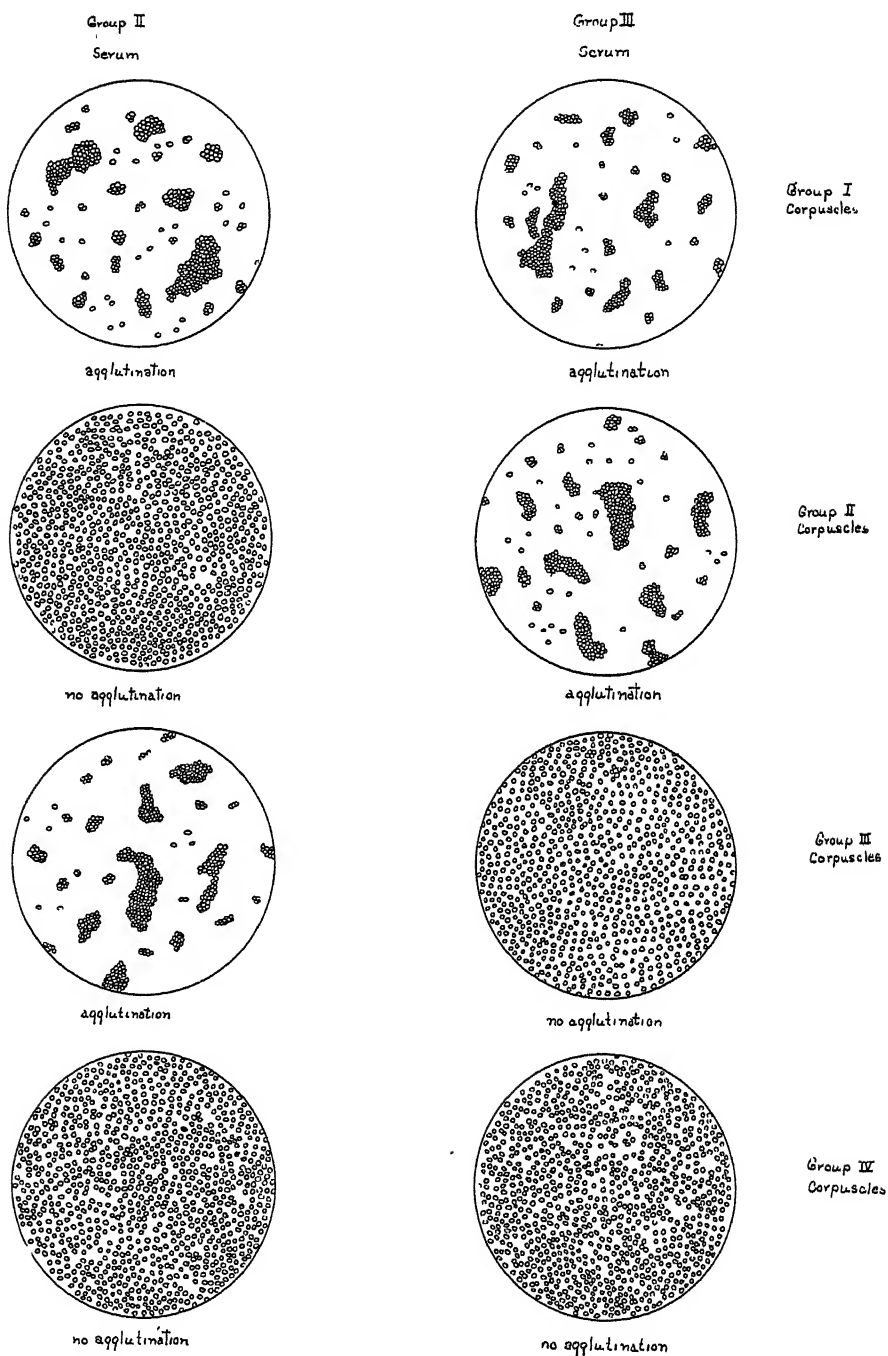 Group II
Serum
Group III
Serum
Group I
Corpuscles
agglutination
agglutination
Group II
Corpuscles
no agglutination
agglutination
Group III
Corpuscles
agglutination
no agglutination
Group IV
Corpuscles
no agglutination
no agglutination